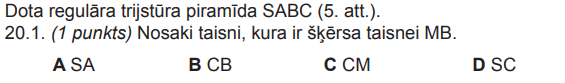 Dota regulāra trijstūra piramīda SABC (5. att.).
20.1. (1 punkts) Nosaki taisni, kura ir šķērsa taisnei MB.
A SA B CB C CM D SC